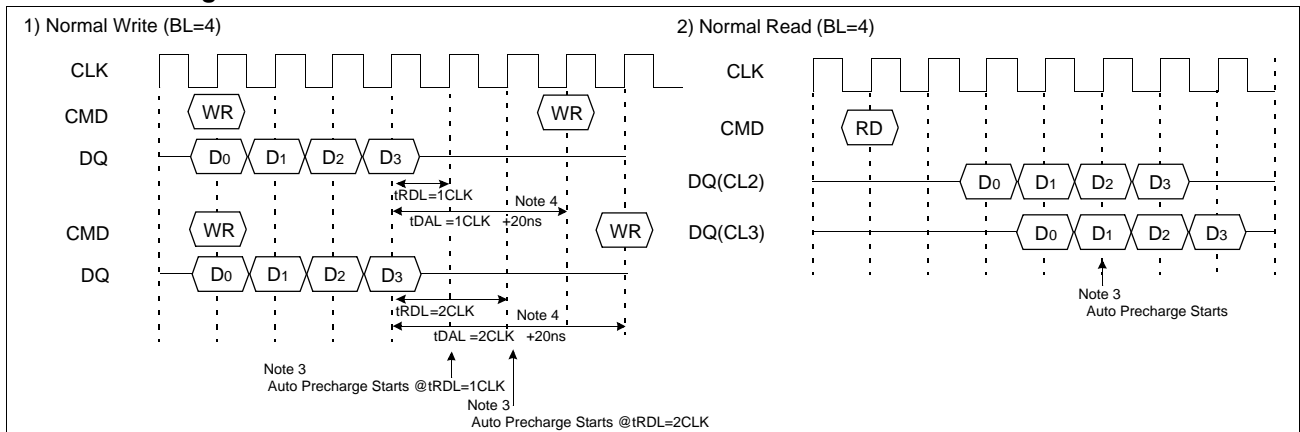 1) Normal Write (BL=4)
CLK
CMD WR WR
DQ D0 D1 D2 D3
tRDL=1CLK
Note 4
tDAL =1CLK +20ns
CMD WR WR
DQ D0 D1 D2 D3
tRDL=2CLK
Note 4
tDAL =2CLK +20ns
Note 3
Auto Precharge Starts @tRDL=1CLK
Note 3
Auto Precharge Starts @tRDL=2CLK
2) Normal Read (BL=4)
CLK
CMD RD
DQ(CL2) D0 D1 D2 D3
DQ(CL3) D0 D1 D2 D3
Note 3
Auto Precharge Starts